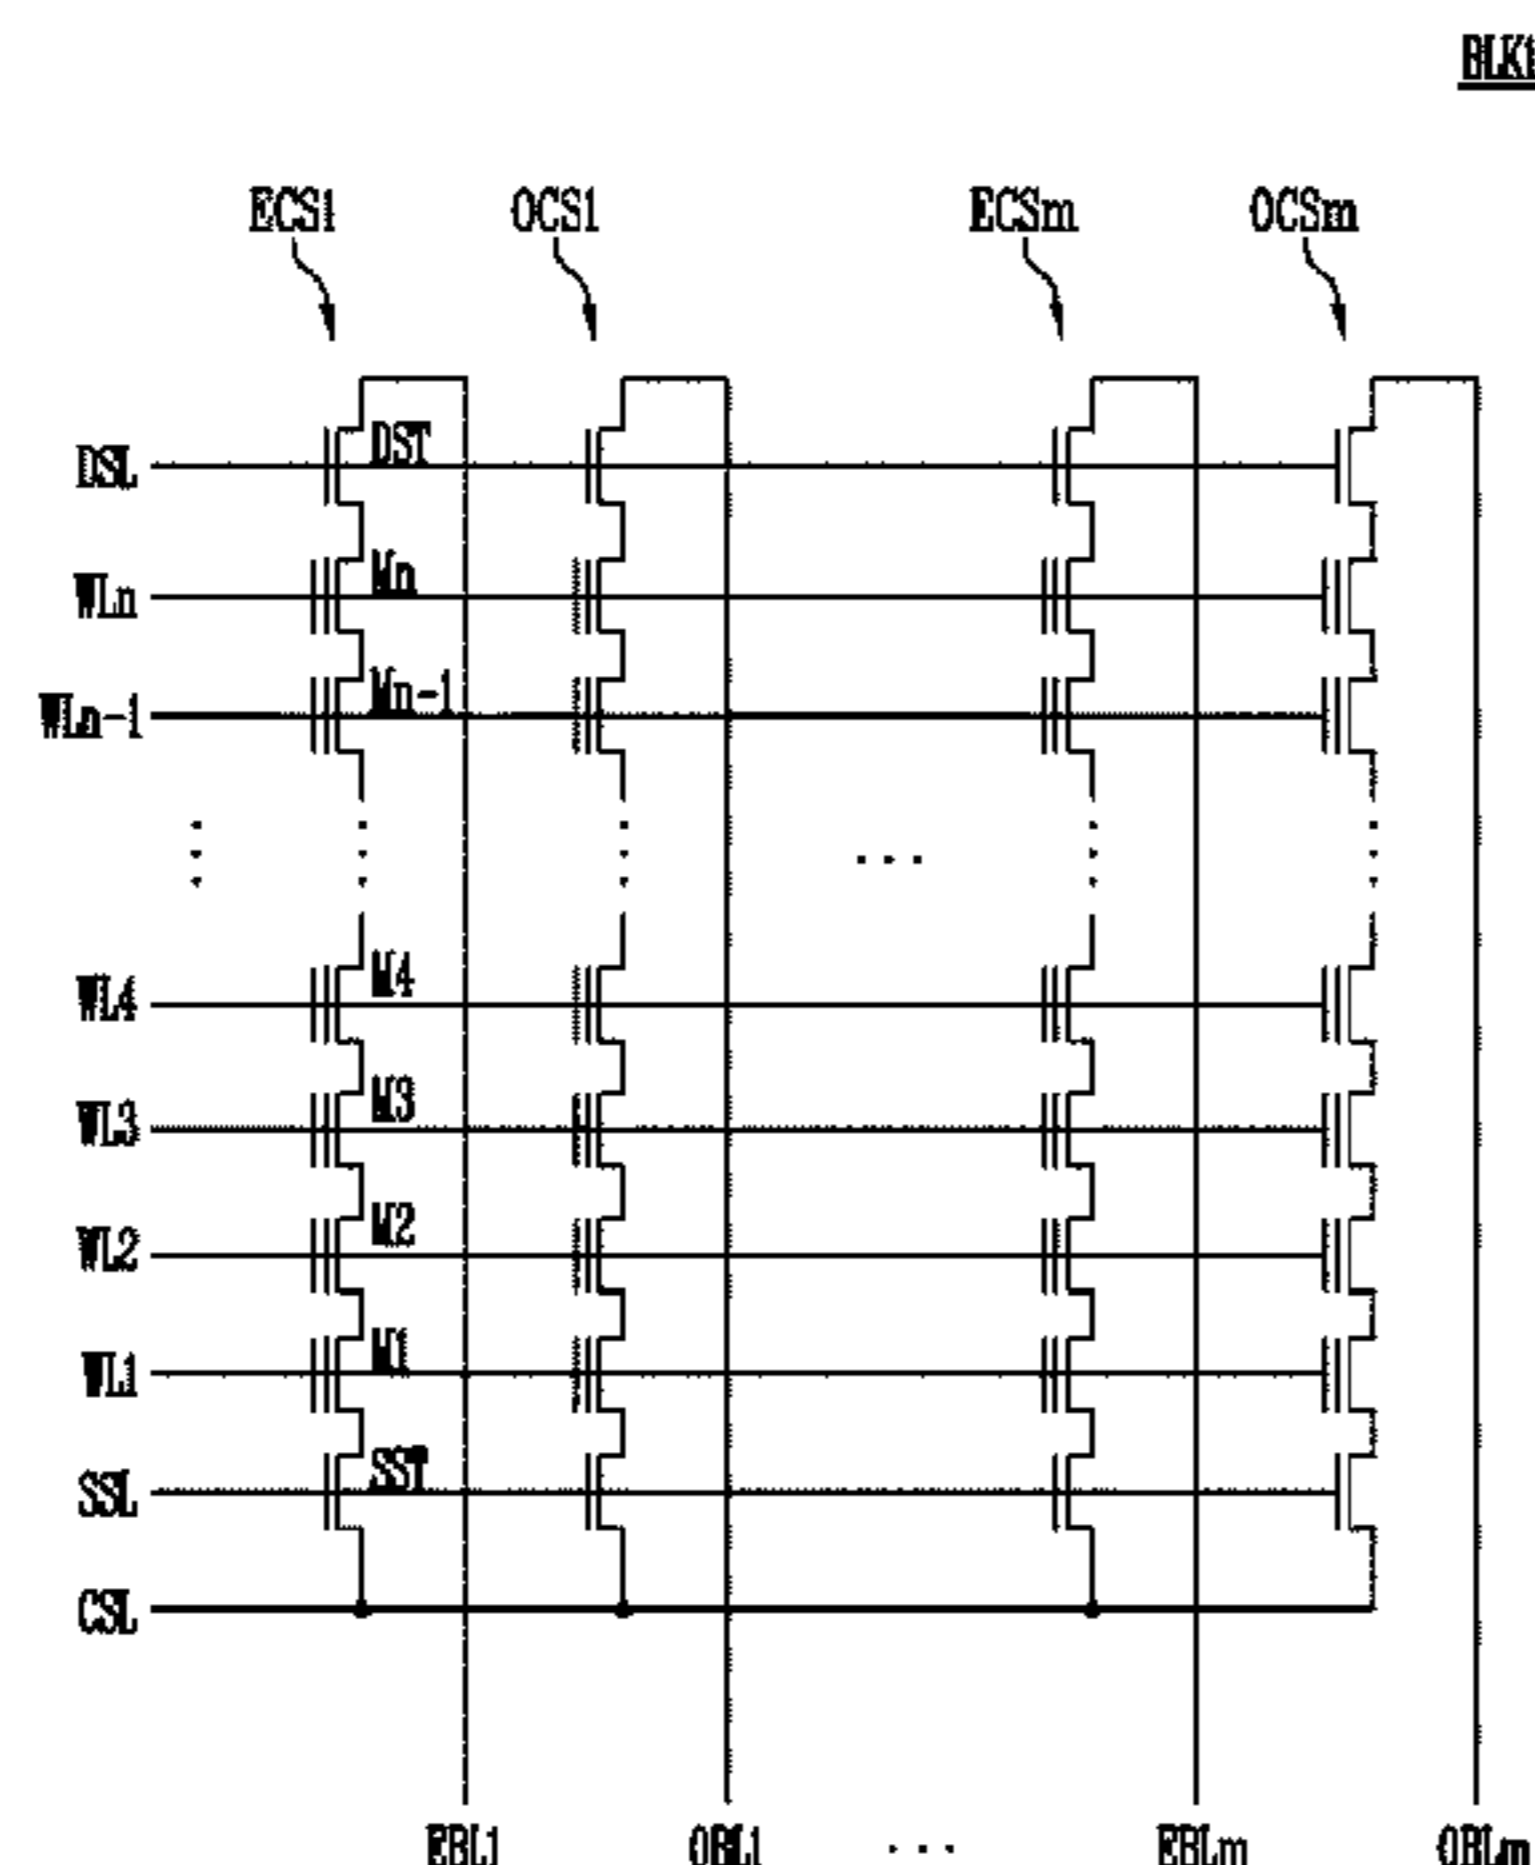 BLK1
ECS1 OCS1 ECSm OCSm
DSL DST
WLn Mn
WLn-1 Mn-1
WL4 M4
WL3 M3
WL2 M2
WL1 M1
SSL SST
CSL
EBL1 OBL1 ... EBLm OBLm